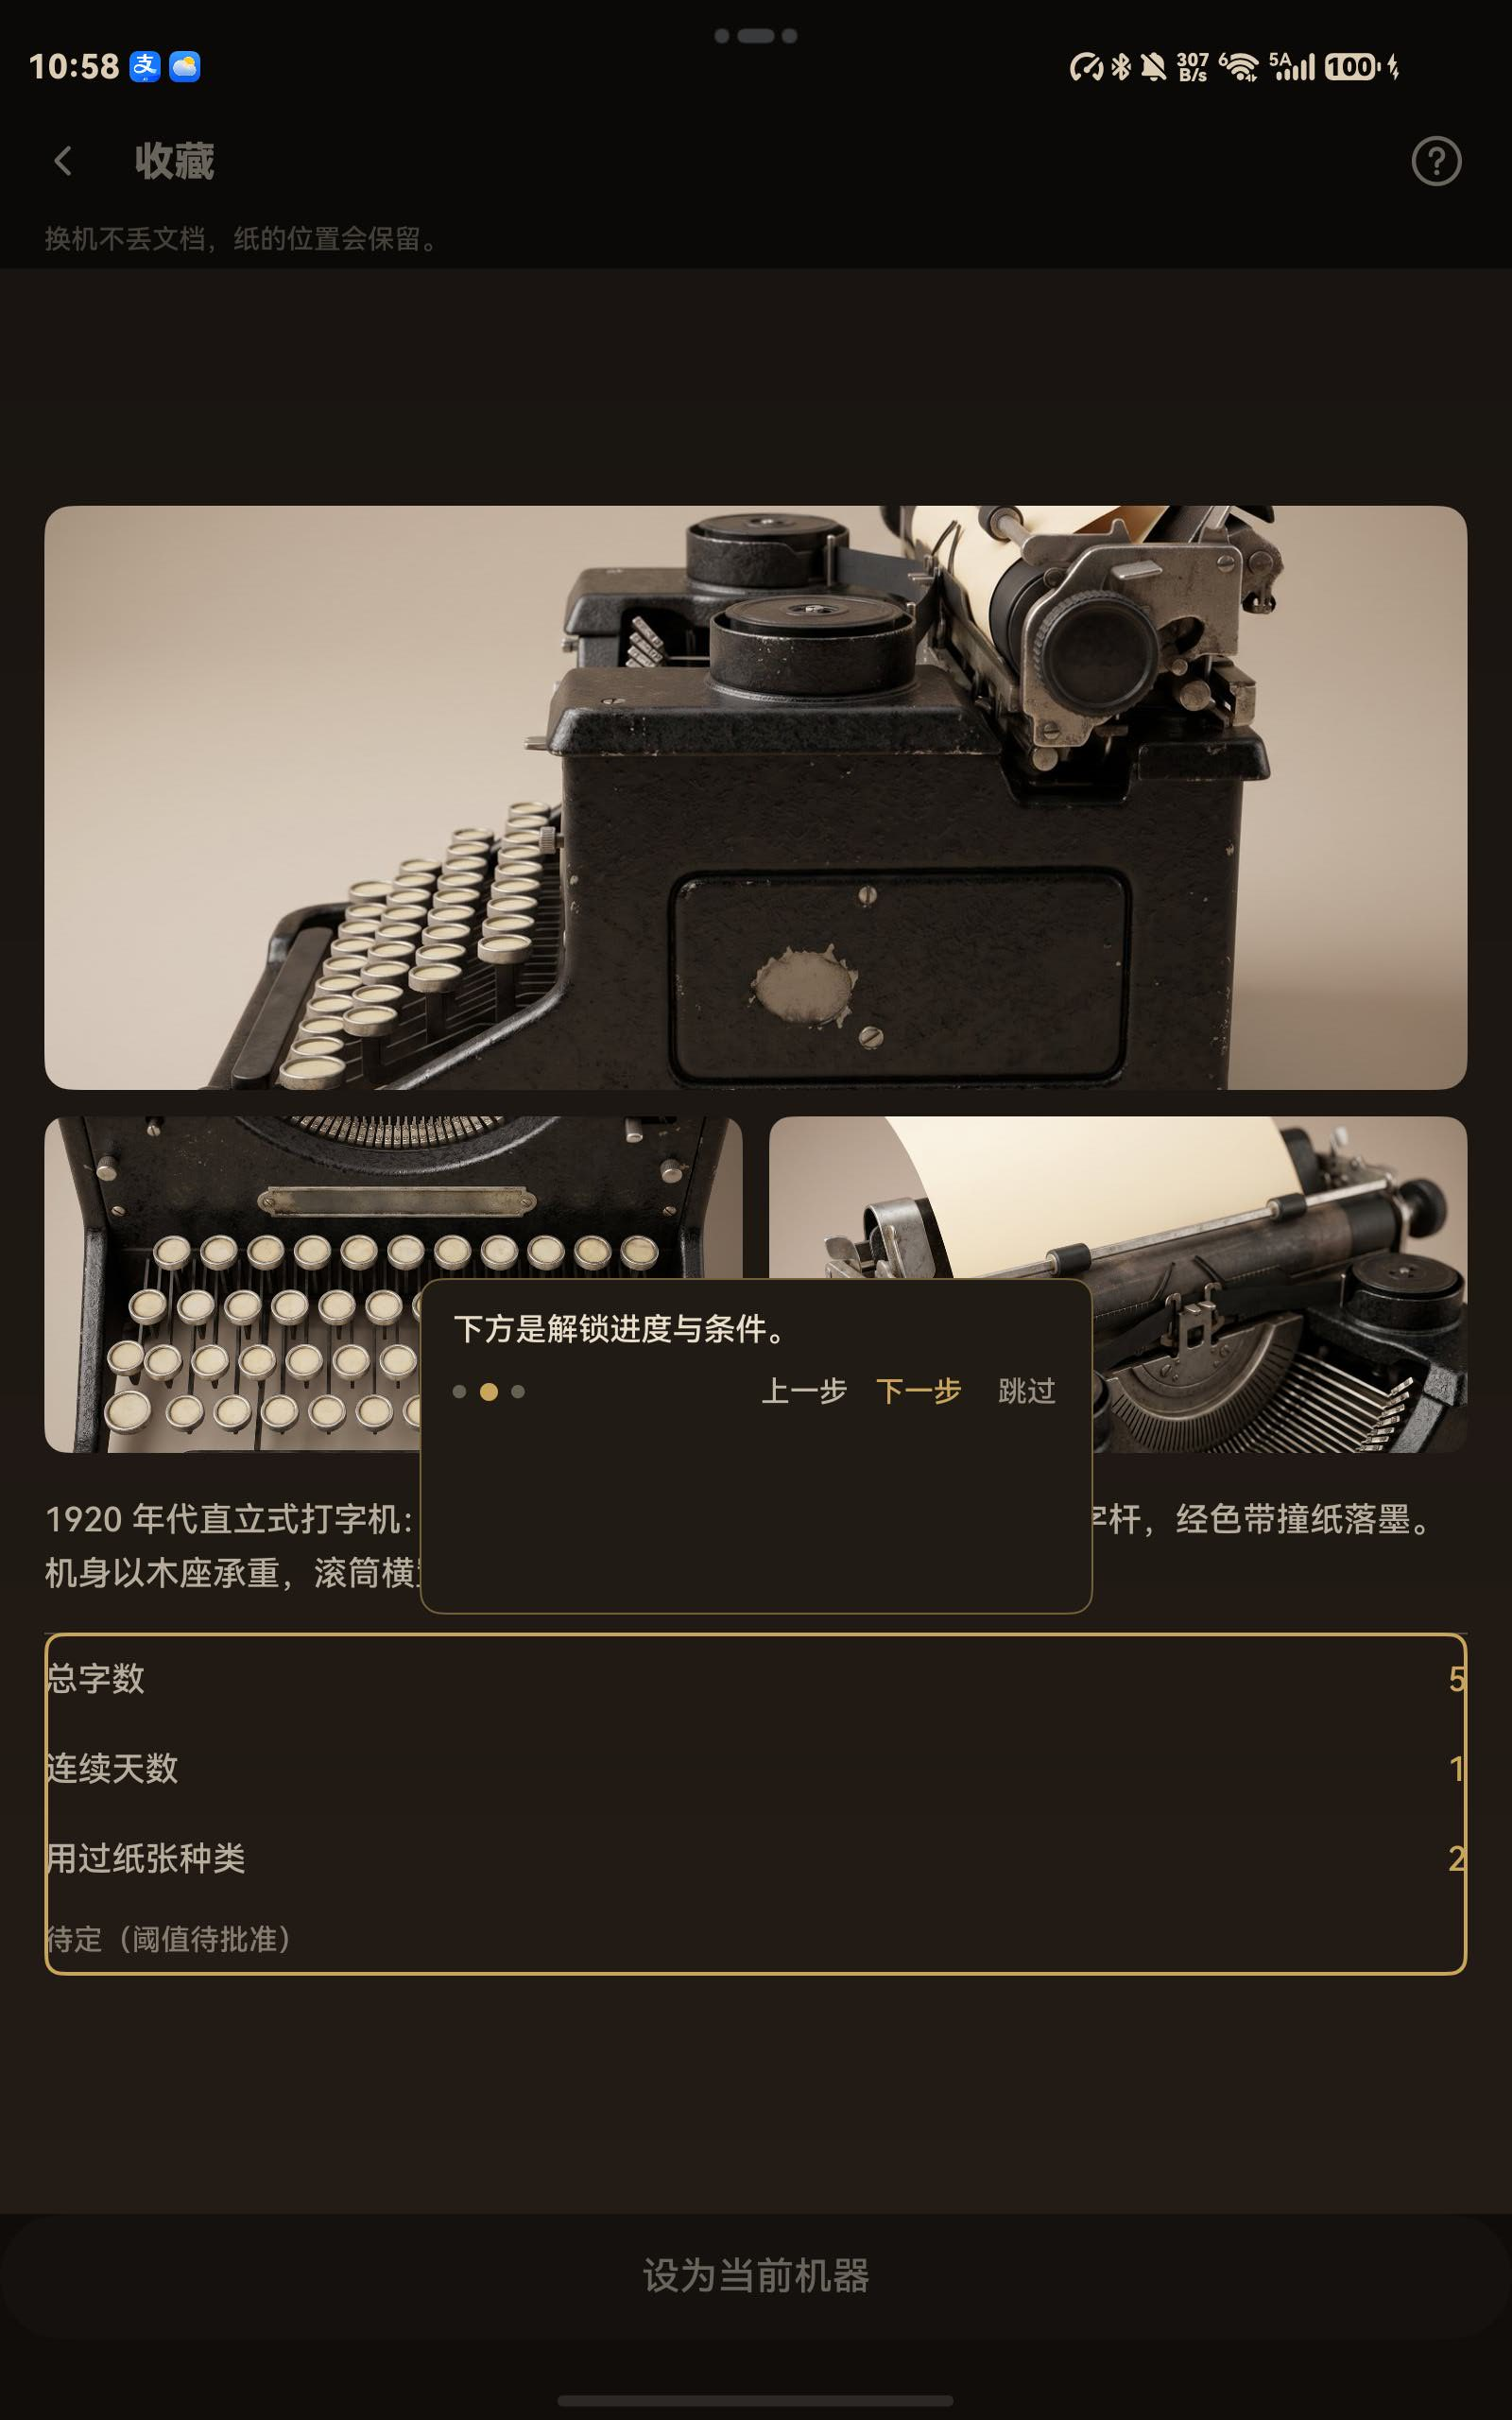 10:58 支 307 B/s 6 5A 100
收藏 ?
换机不丢文档，纸的位置会保留。
下方是解锁进度与条件。
上一步 下一步 跳过
1920 年代直立式打字机： 字杆，经色带撞纸落墨。
机身以木座承重，滚筒横
总字数 5
连续天数 1
用过纸张种类 2
待定（阈值待批准）
设为当前机器